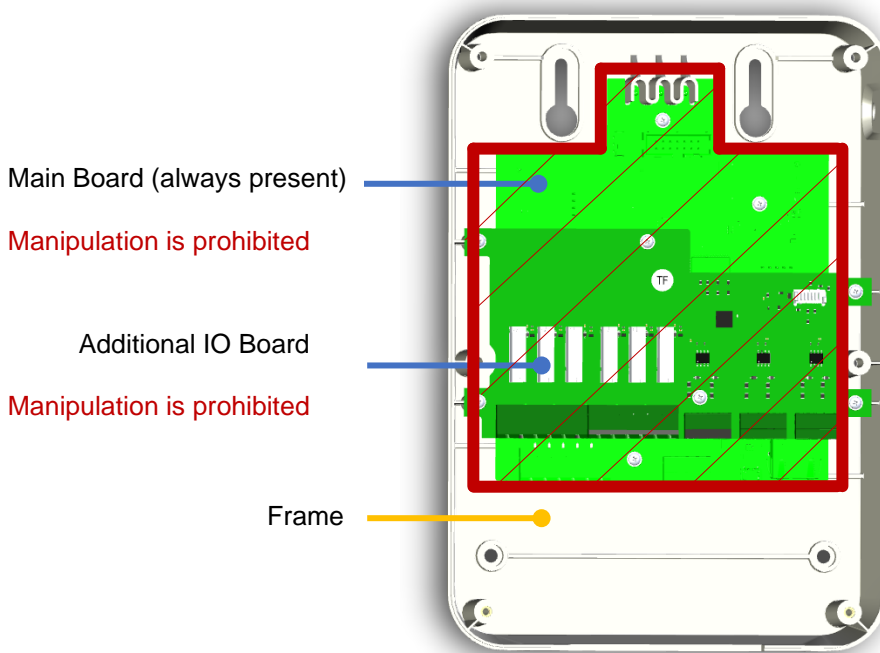 Main Board (always present)
Manipulation is prohibited
TF
Additional IO Board
Manipulation is prohibited
Frame